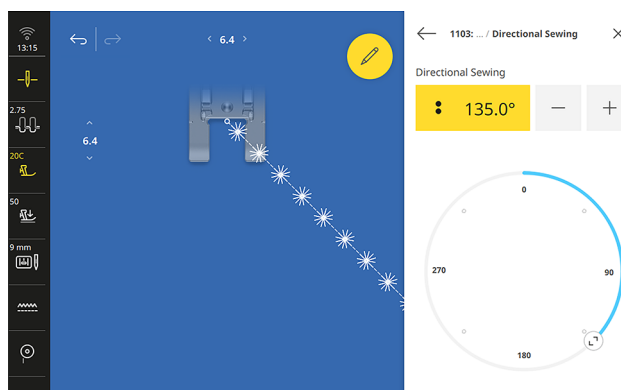 13:15
2.75
20C
50
9 mm
6.4
6.4
1103: ... / Directional Sewing
Directional Sewing
135.0°
0
90
180
270